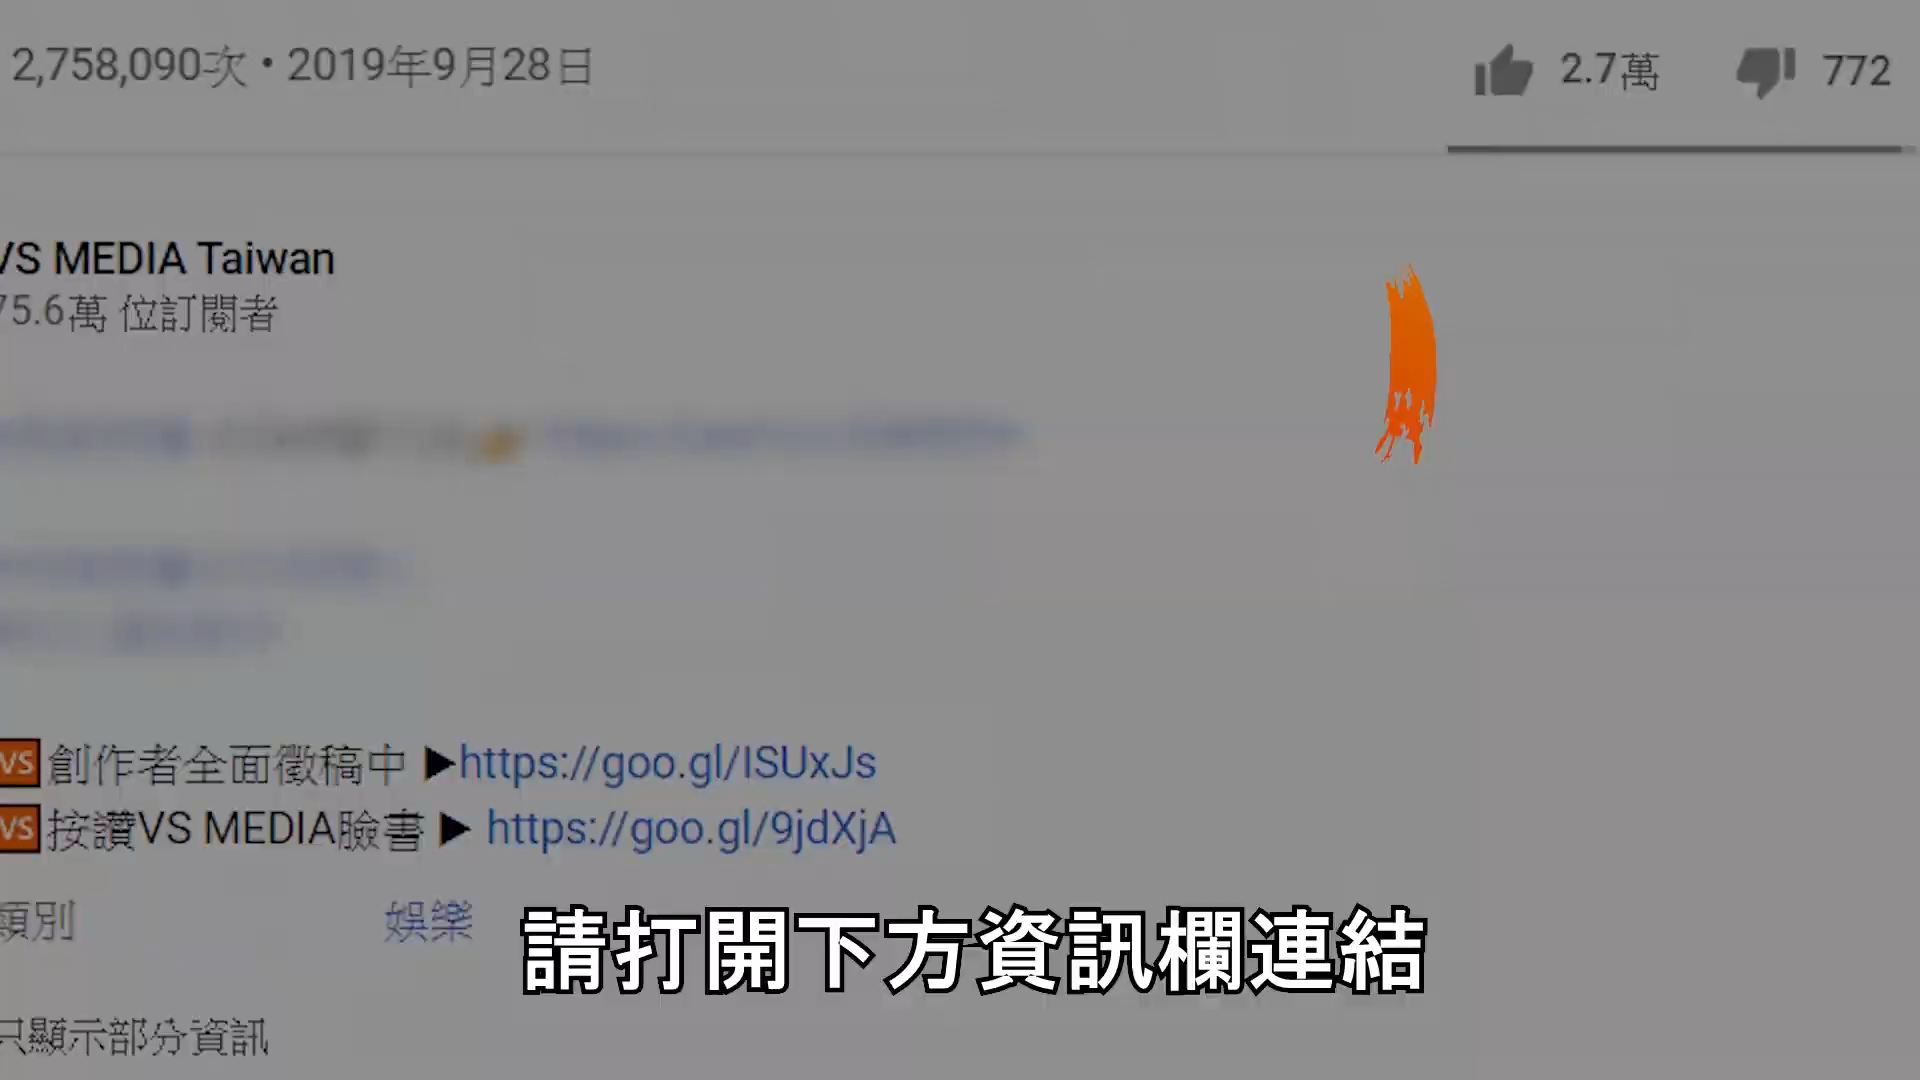 2,758,090次 • 2019年9月28日
2.7萬
772
VS MEDIA Taiwan
75.6萬 位訂閱者
VS 創作者全面徵稿中 ▶https://goo.gl/ISUxJs
VS 按讚VS MEDIA臉書 ▶ https://goo.gl/9jdXjA
類別 娛樂
請打開下方資訊欄連結
只顯示部分資訊